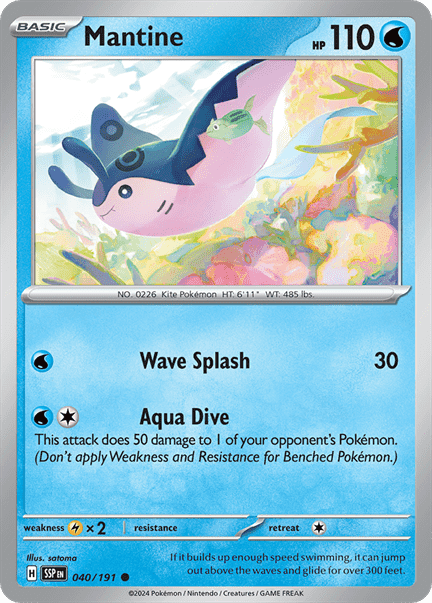 BASIC
Mantine
HP 110
NO. 0226 Kite Pokémon HT: 6'11" WT: 485 lbs.
Wave Splash 30
Aqua Dive
This attack does 50 damage to 1 of your opponent's Pokémon.
(Don't apply Weakness and Resistance for Benched Pokémon.)
weakness ×2 resistance retreat
Illus. satoma
If it builds up enough speed swimming, it can jump
out above the waves and glide for over 300 feet.
H SSP EN 040/191
©2024 Pokémon / Nintendo / Creatures / GAME FREAK